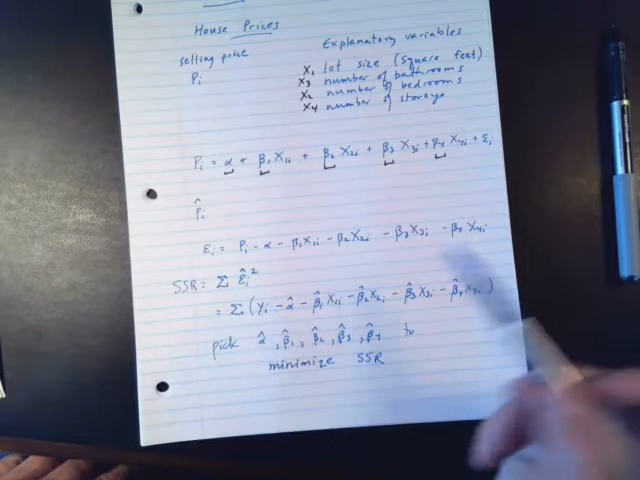 House Prices
Explanatory variables
selling price
Pᵢ
X₁ lot size (square feet)
X₃ number of bathrooms
X₂ number of bedrooms
X₄ number of storeys
Pᵢ = α + β₁X₁ᵢ + β₂X₂ᵢ + β₃X₃ᵢ + β₄X₄ᵢ + εᵢ
P̂ᵢ
εᵢ = Pᵢ - α - β₁X₁ᵢ - β₂X₂ᵢ - β₃X₃ᵢ - β₄X₄ᵢ
SSR = Σ ε̂ᵢ²
= Σ (Yᵢ - α̂ - β̂₁X₁ᵢ - β̂₂X₂ᵢ - β̂₃X₃ᵢ - β̂₄X₄ᵢ)
pick α̂, β̂₁, β̂₂, β̂₃, β̂₄ to
minimize SSR